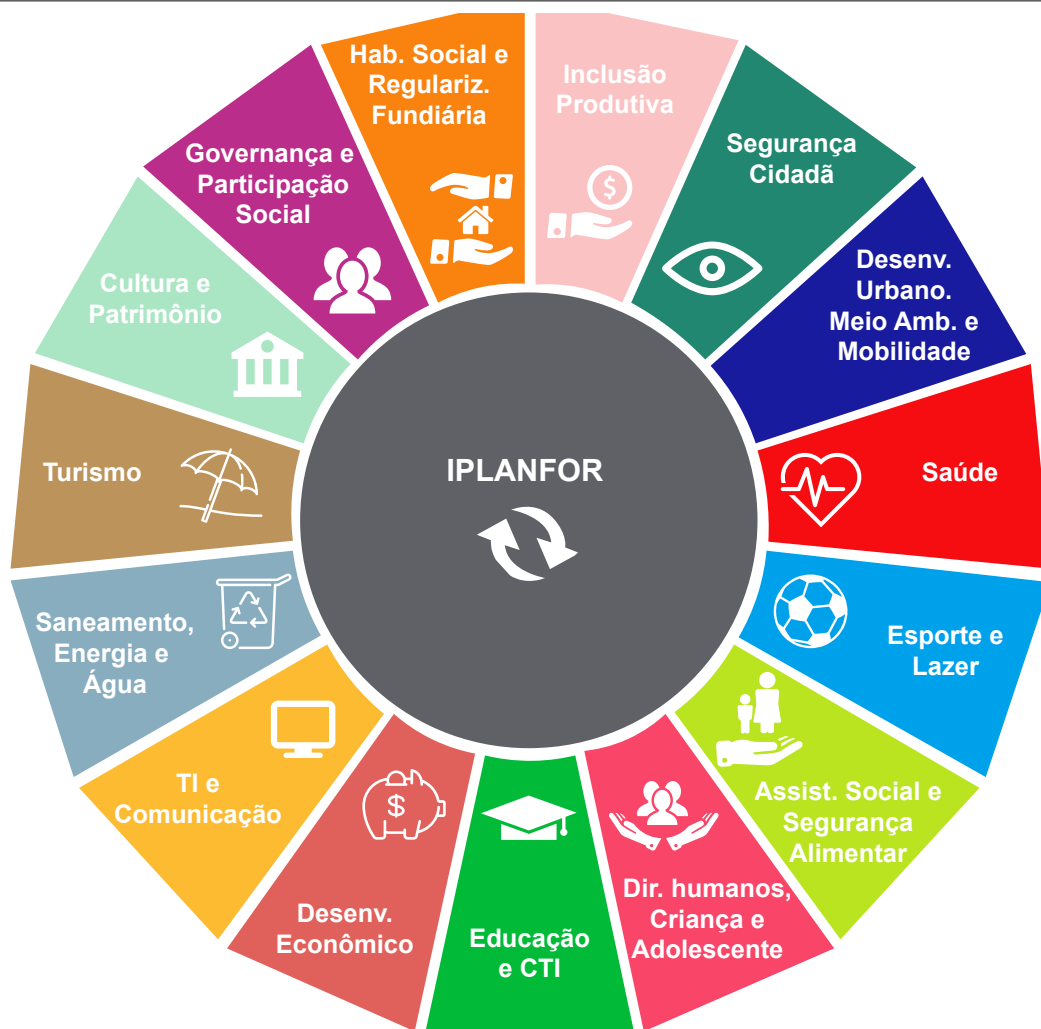 Hab. Social e
Regulariz.
Fundiária
Inclusão
Produtiva
Segurança
Cidadã
Desenv.
Urbano.
Meio Amb. e
Mobilidade
Saúde
Esporte e
Lazer
Assist. Social e
Segurança
Alimentar
Dir. humanos,
Criança e
Adolescente
Educação
e CTI
Desenv.
Econômico
TI e
Comunicação
Saneamento,
Energia e
Água
Turismo
Cultura e
Patrimônio
Governança e
Participação
Social
IPLANFOR
$
$